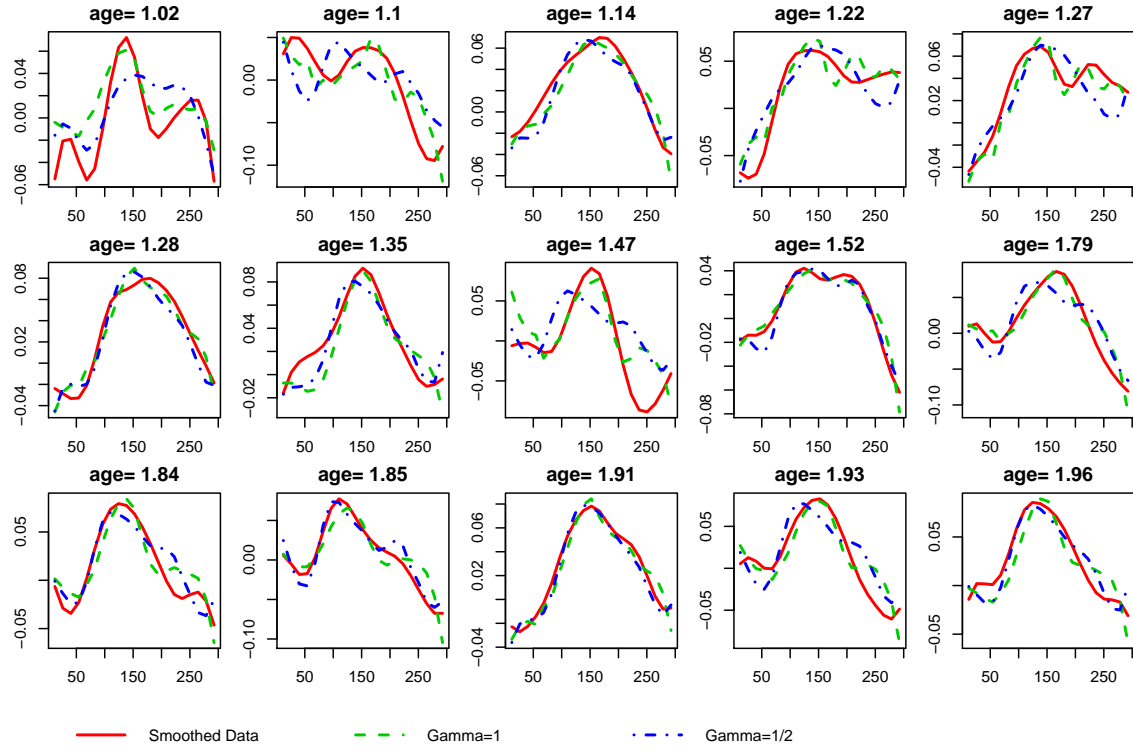 age= 1.02 age= 1.1 age= 1.14 age= 1.22 age= 1.27
−0.06 0.00 0.04 −0.10 0.00 −0.06 0.00 0.06 −0.05 0.05 −0.04 0.02 0.06
50 150 250 50 150 250 50 150 250 50 150 250 50 150 250
age= 1.28 age= 1.35 age= 1.47 age= 1.52 age= 1.79
−0.04 0.02 0.08 −0.02 0.04 0.08 −0.05 0.05 −0.08 −0.02 0.04 −0.10 0.00
50 150 250 50 150 250 50 150 250 50 150 250 50 150 250
age= 1.84 age= 1.85 age= 1.91 age= 1.93 age= 1.96
−0.05 0.05 −0.10 0.00 −0.04 0.02 0.06 −0.05 0.05 −0.05 0.05
50 150 250 50 150 250 50 150 250 50 150 250 50 150 250
Smoothed Data Gamma=1 Gamma=1/2